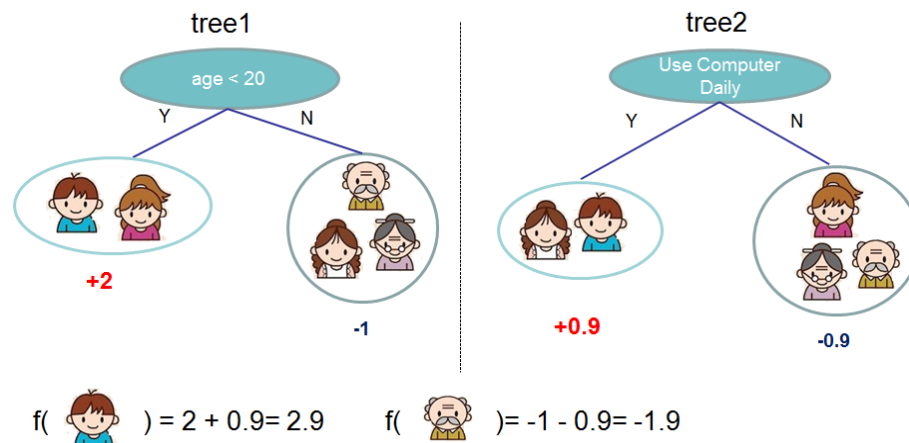 tree1
tree2
age < 20
Use Computer
Daily
Y
N
Y
N
+2
-1
+0.9
-0.9
f( ) = 2 + 0.9= 2.9
f( )= -1 - 0.9= -1.9